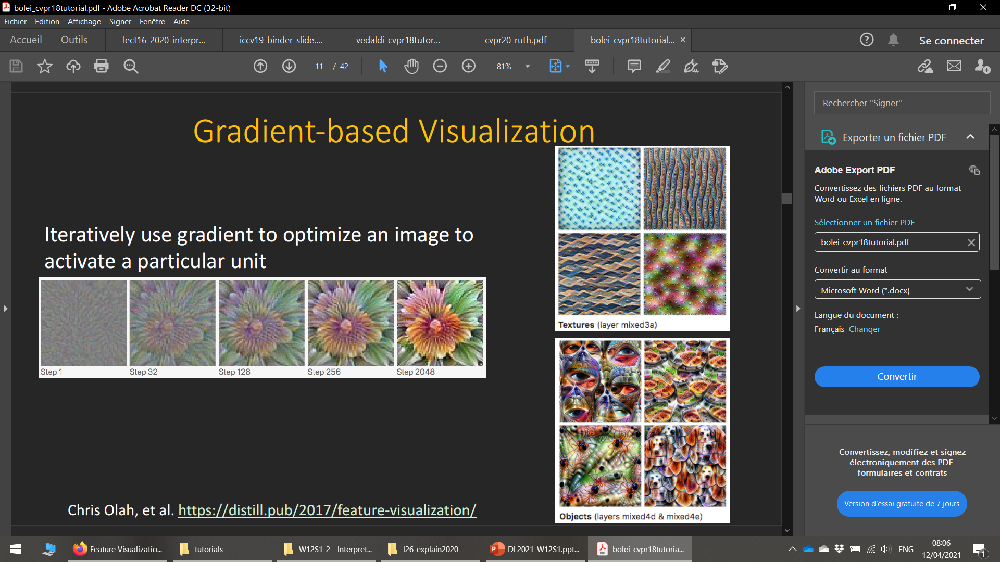 bolei_cvpr18tutorial.pdf - Adobe Acrobat Reader DC (32-bit)
Fichier Edition Affichage Signer Fenêtre Aide
Accueil Outils lect16_2020_interpr... iccv19_binder_slide.... vedaldi_cvpr18tutor... cvpr20_ruth.pdf bolei_cvpr18tutorial... Se connecter
11 / 42 81%
Gradient-based Visualization
Iteratively use gradient to optimize an image to
activate a particular unit
Step 1 Step 32 Step 128 Step 256 Step 2048
Textures (layer mixed3a)
Objects (layers mixed4d & mixed4e)
Chris Olah, et al. https://distill.pub/2017/feature-visualization/
Rechercher "Signer"
Exporter un fichier PDF
Adobe Export PDF
Convertissez des fichiers PDF au format
Word ou Excel en ligne.
Sélectionner un fichier PDF
bolei_cvpr18tutorial.pdf
Convertir au format
Microsoft Word (*.docx)
Langue du document :
Français Changer
Convertir
Convertissez, modifiez et signez
électroniquement des PDF
formulaires et contrats
Version d'essai gratuite de 7 jours
Feature Visualizatio... tutorials W12S1-2 - Interpret... l26_explain2020 DL2021_W12S1.ppt... bolei_cvpr18tutoria... ENG
08:06
12/04/2021
1